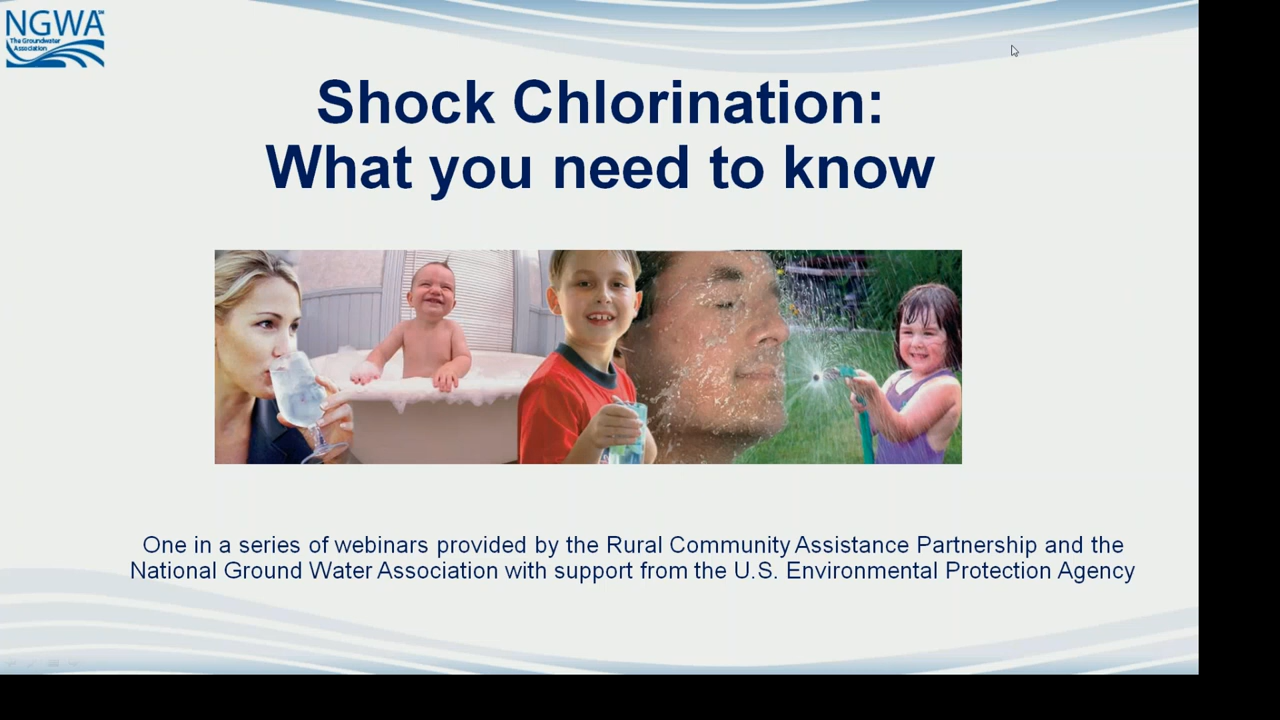 NGWA
The Groundwater
Association
Shock Chlorination:
What you need to know
One in a series of webinars provided by the Rural Community Assistance Partnership and the
National Ground Water Association with support from the U.S. Environmental Protection Agency